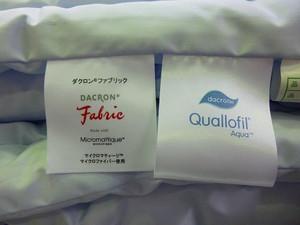 ダクロン®ファブリック
DACRON®
Fabric
made with
Micromattique™
マイクロマティーク™
マイクロファイバー使用
dacron®
Quallofil®
Aqua™